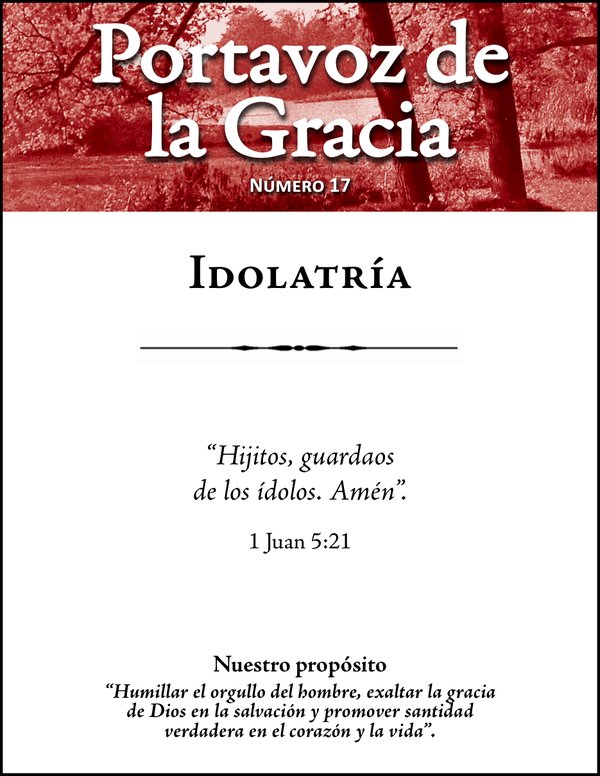 Portavoz de
la Gracia
Número 17
Idolatría
“Hijitos, guardaos
de los ídolos. Amén”.
1 Juan 5:21
Nuestro propósito
“Humillar el orgullo del hombre, exaltar la gracia
de Dios en la salvación y promover santidad
verdadera en el corazón y la vida”.